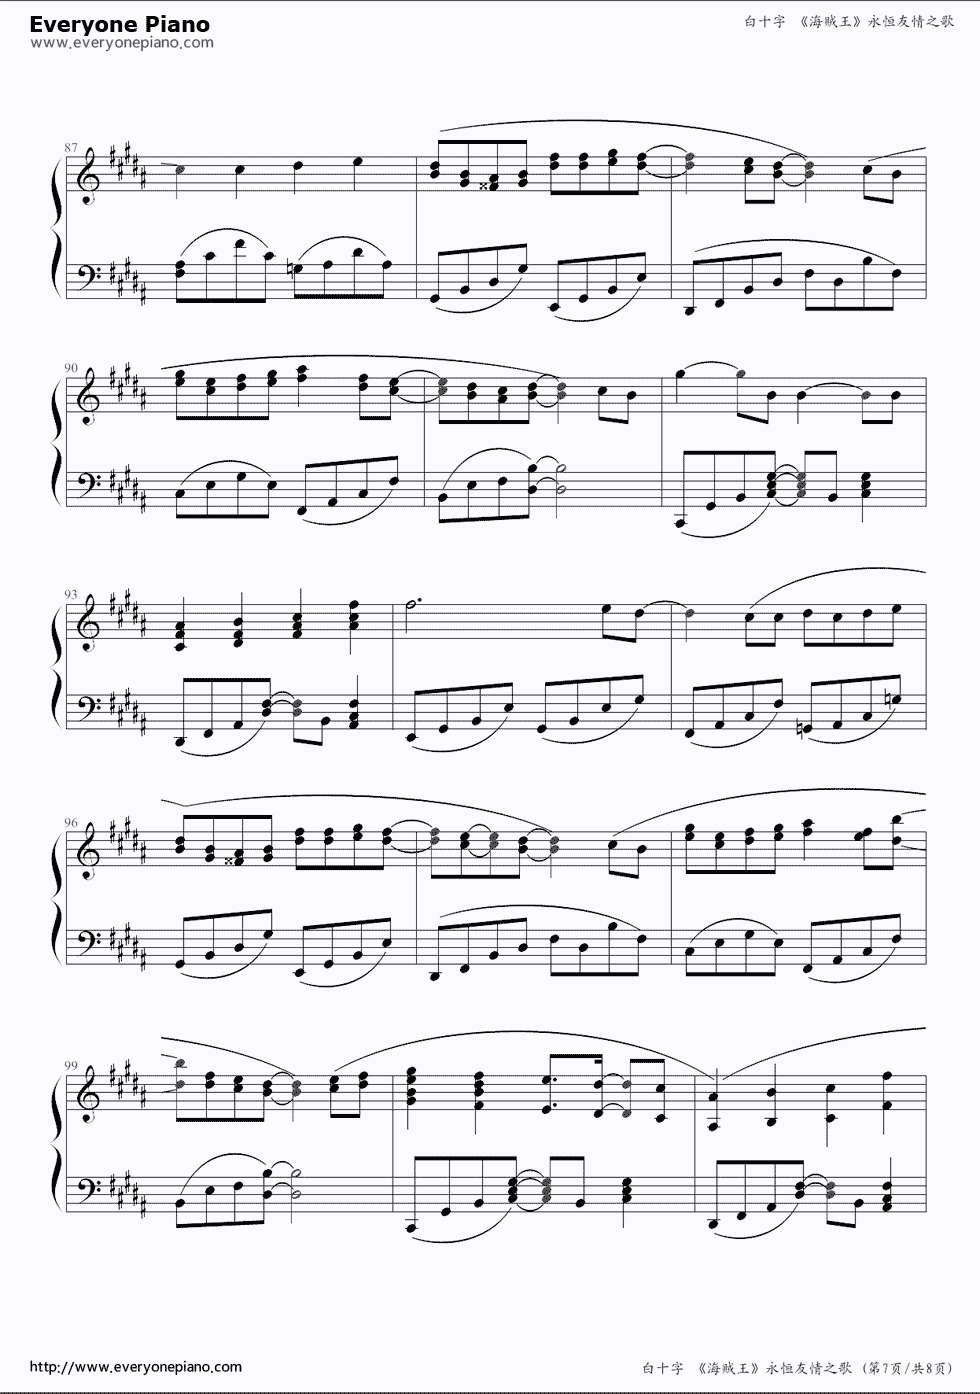 Everyone Piano
www.everyonepiano.com
白十字 《海贼王》永恒友情之歌
87
90
93
96
99
http://www.everyonepiano.com
白十字 《海贼王》永恒友情之歌 (第7页/共8页)